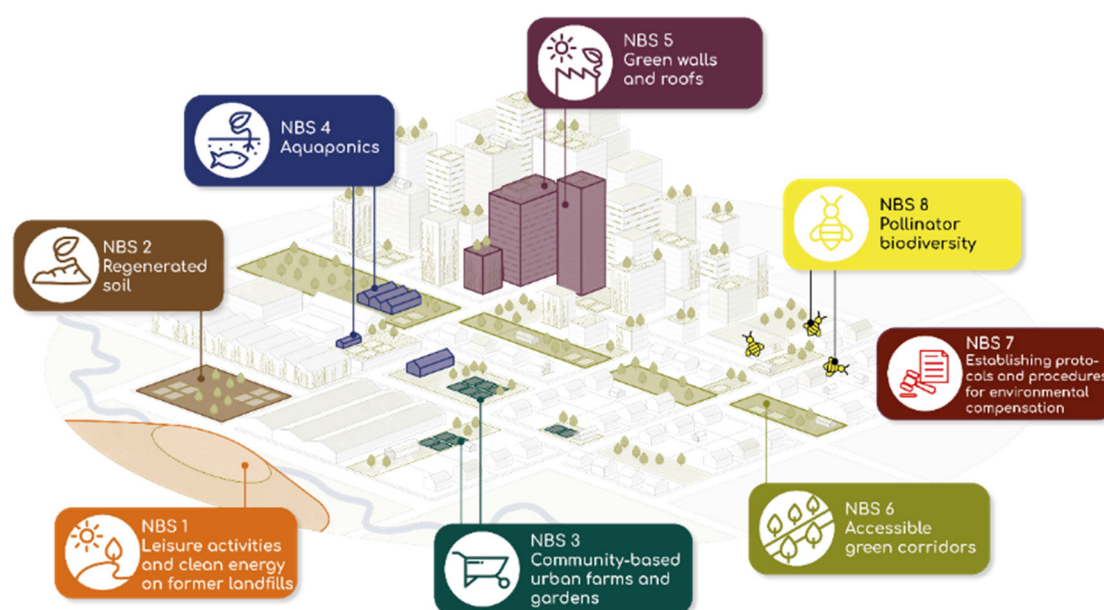 NBS 5
Green walls
and roofs
NBS 4
Aquaponics
NBS 8
Pollinator
biodiversity
NBS 2
Regenerated
soil
NBS 7
Establishing proto-
cols and procedures
for environmental
compensation
NBS 1
Leisure activities
and clean energy
on former landfills
NBS 3
Community-based
urban farms and
gardens
NBS 6
Accessible
green corridors